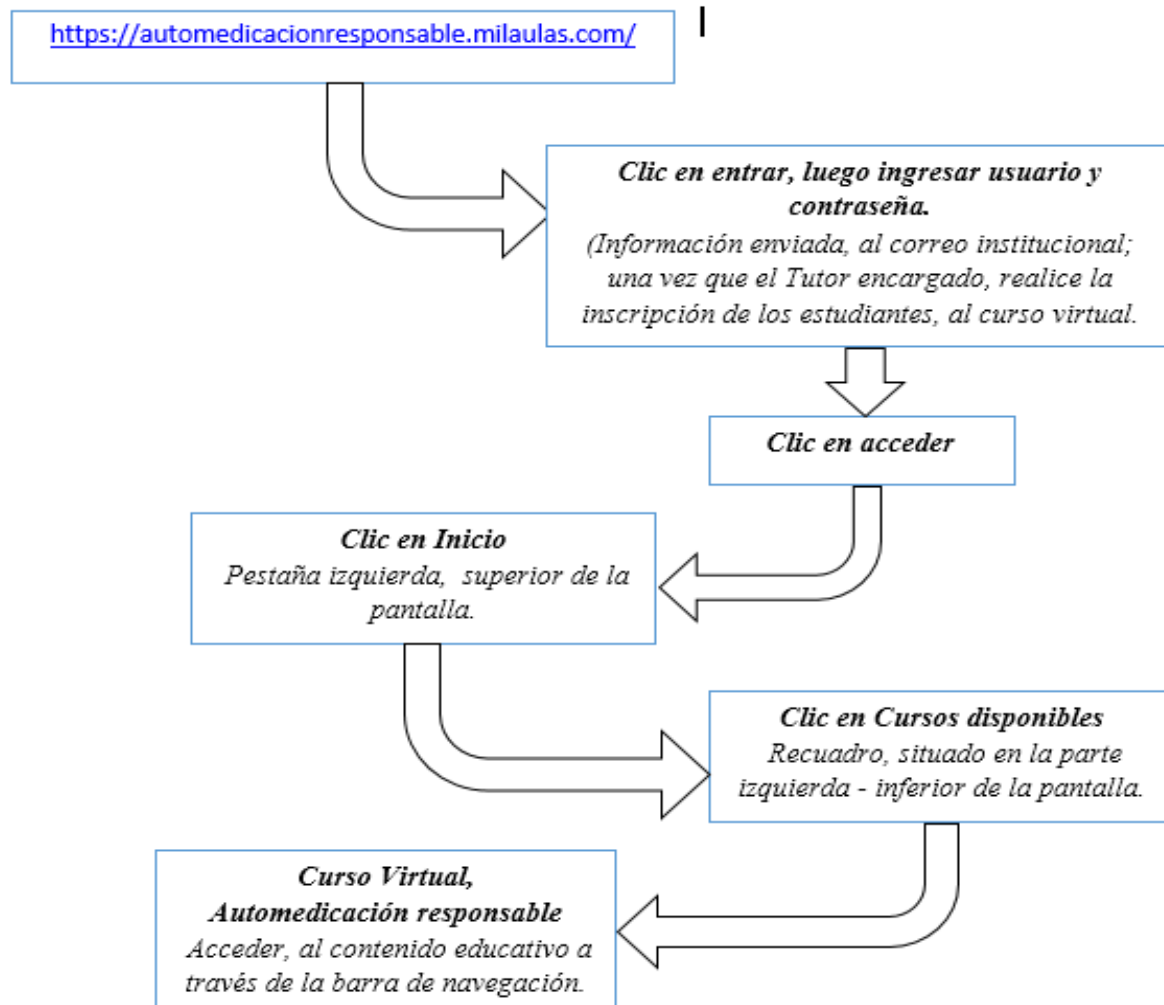 https://automedicacionresponsable.milaulas.com/
Clic en entrar, luego ingresar usuario y
contraseña.
(Información enviada, al correo institucional;
una vez que el Tutor encargado, realice la
inscripción de los estudiantes, al curso virtual.
Clic en acceder
Clic en Inicio
Pestaña izquierda, superior de la
pantalla.
Clic en Cursos disponibles
Recuadro, situado en la parte
izquierda - inferior de la pantalla.
Curso Virtual,
Automedicación responsable
Acceder, al contenido educativo a
través de la barra de navegación.